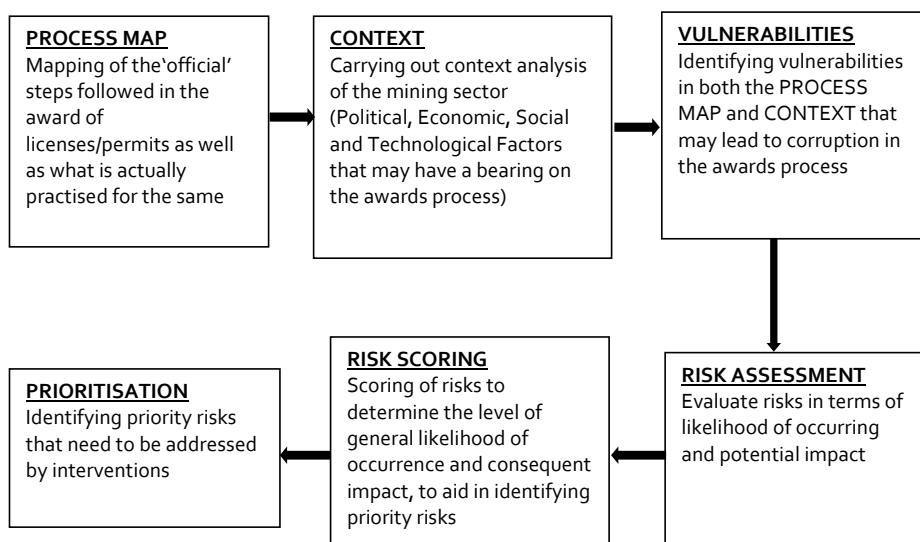 PROCESS MAP
Mapping of the‘official’
steps followed in the
award of
licenses/permits as well
as what is actually
practised for the same
CONTEXT
Carrying out context analysis
of the mining sector
(Political, Economic, Social
and Technological Factors
that may have a bearing on
the awards process)
VULNERABILITIES
Identifying vulnerabilities
in both the PROCESS
MAP and CONTEXT that
may lead to corruption in
the awards process
RISK ASSESSMENT
Evaluate risks in terms of
likelihood of occurring
and potential impact
RISK SCORING
Scoring of risks to
determine the level of
general likelihood of
occurrence and consequent
impact, to aid in identifying
priority risks
PRIORITISATION
Identifying priority risks
that need to be addressed
by interventions